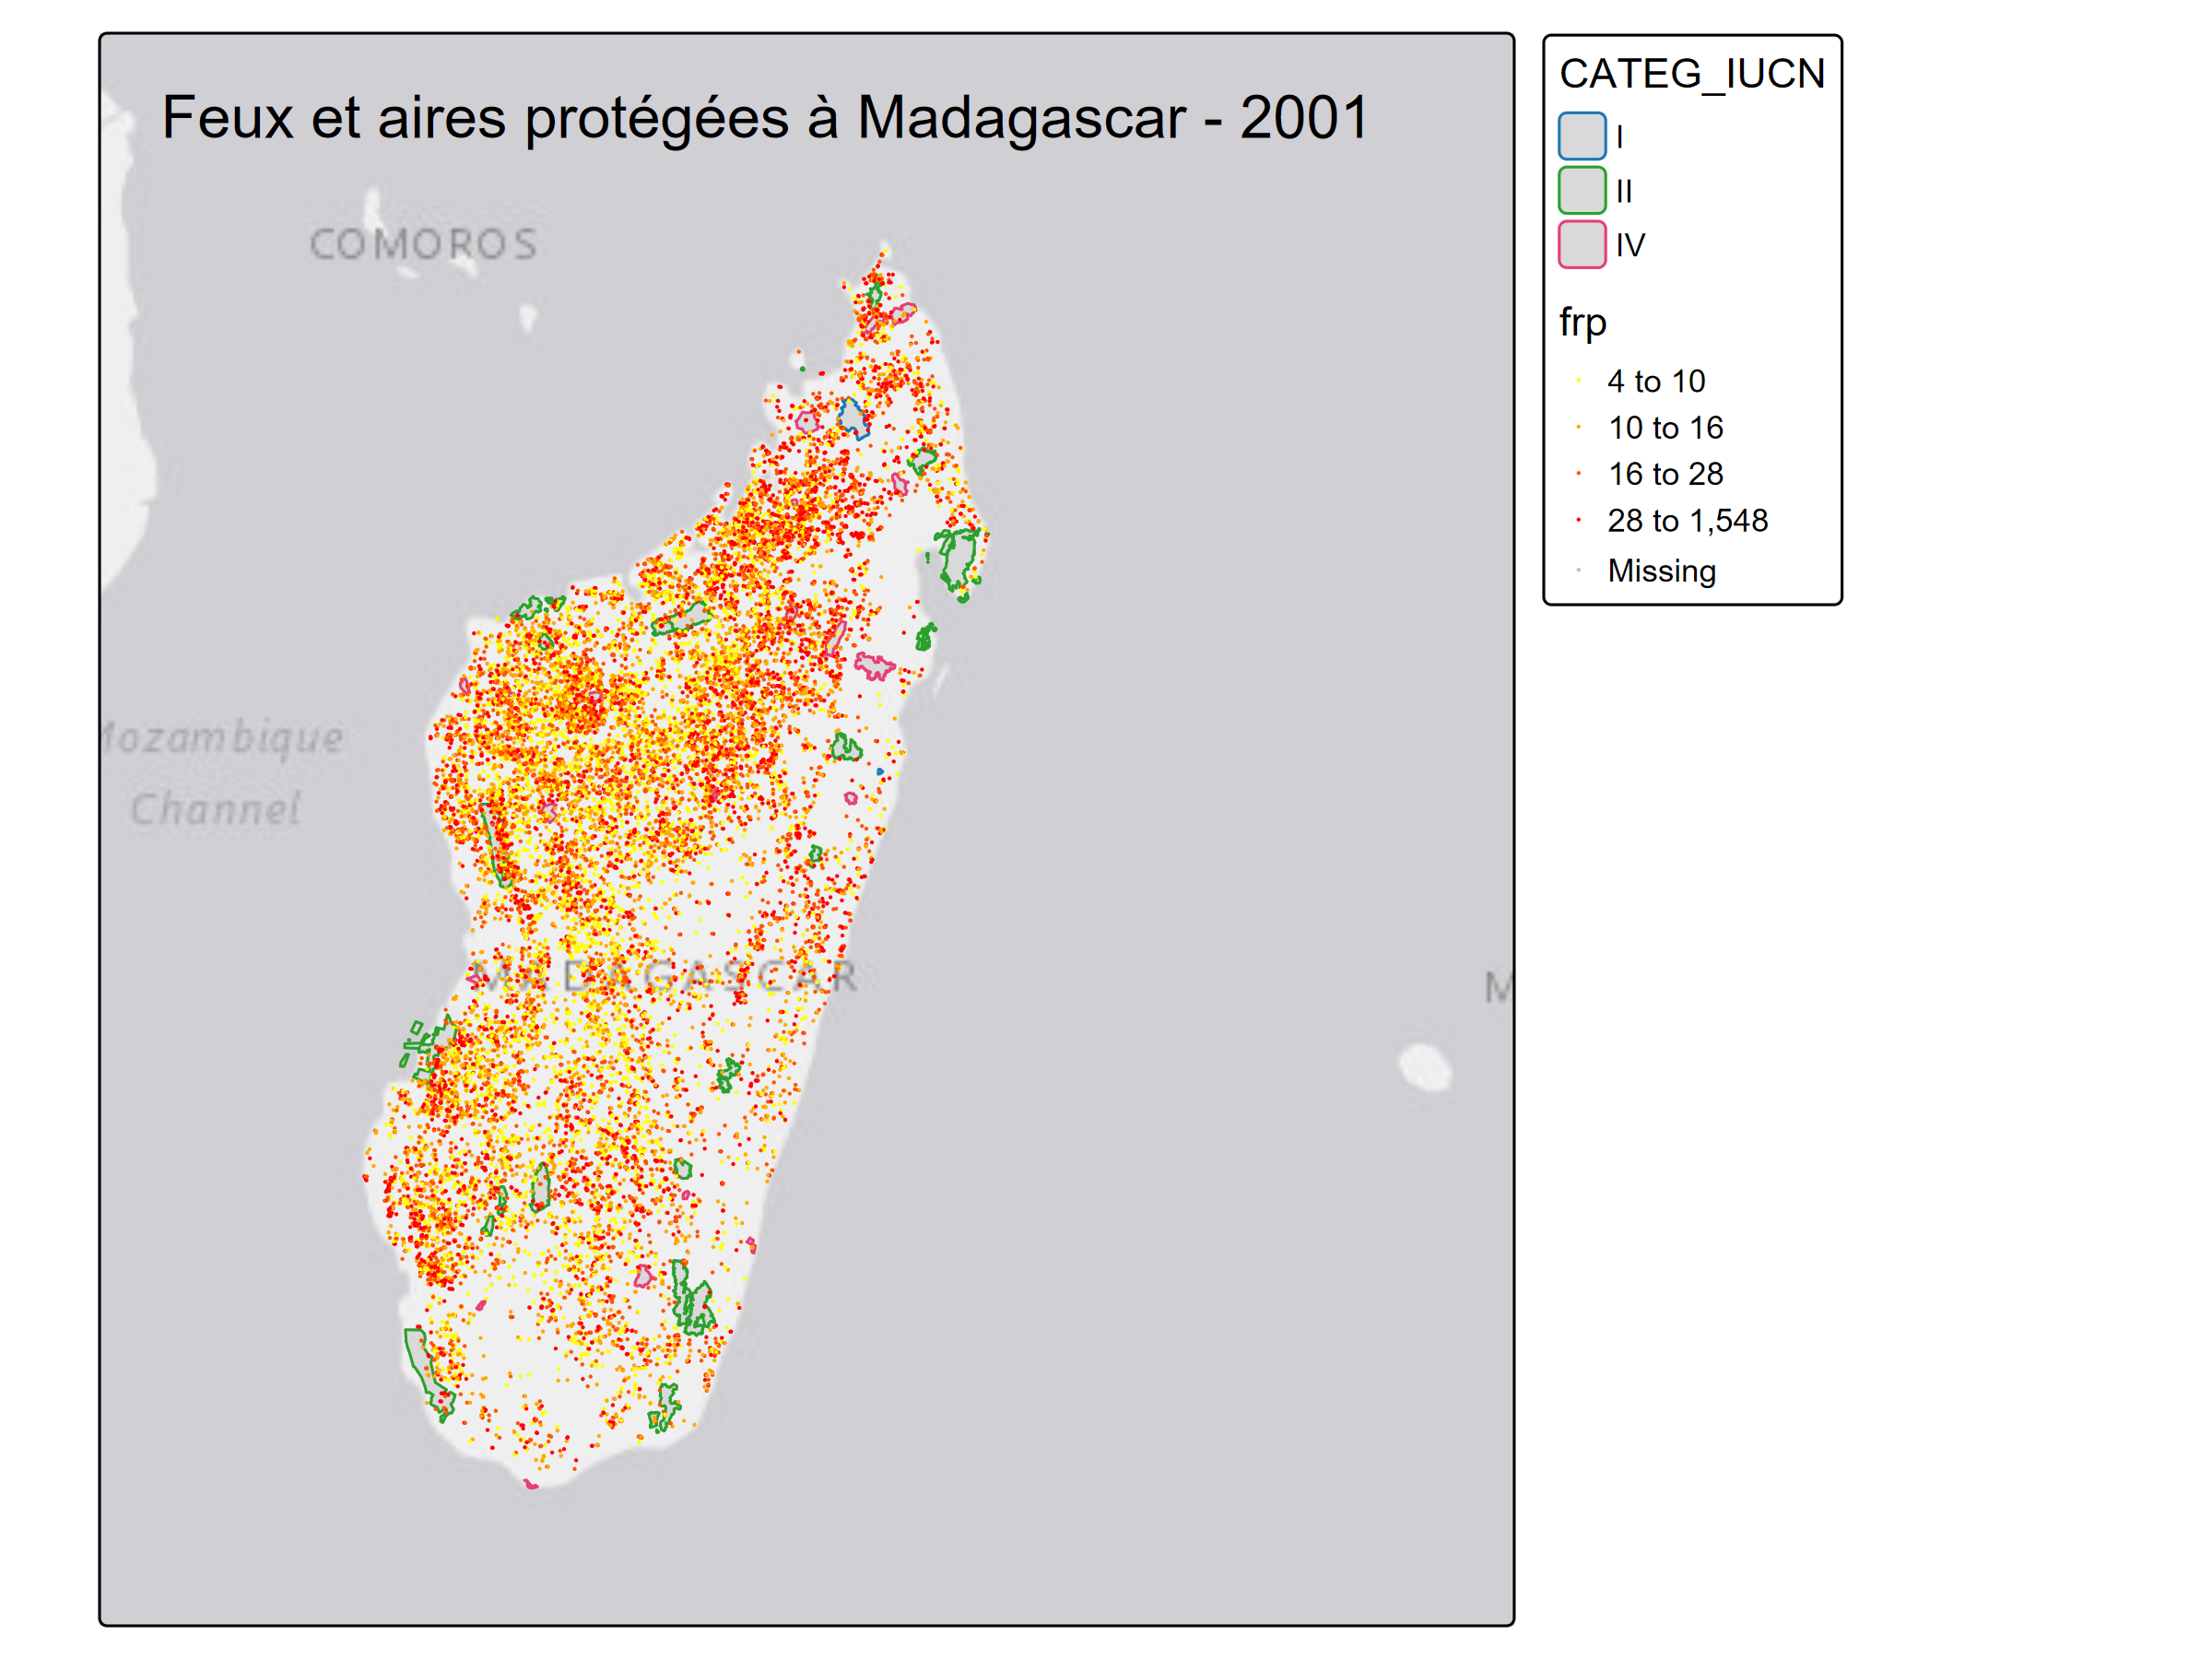 Feux et aires protégées à Madagascar - 2001
COMOROS
Mozambique
Channel
MADAGASCAR
M
CATEG_IUCN
I
II
IV
frp
4 to 10
10 to 16
16 to 28
28 to 1,548
Missing